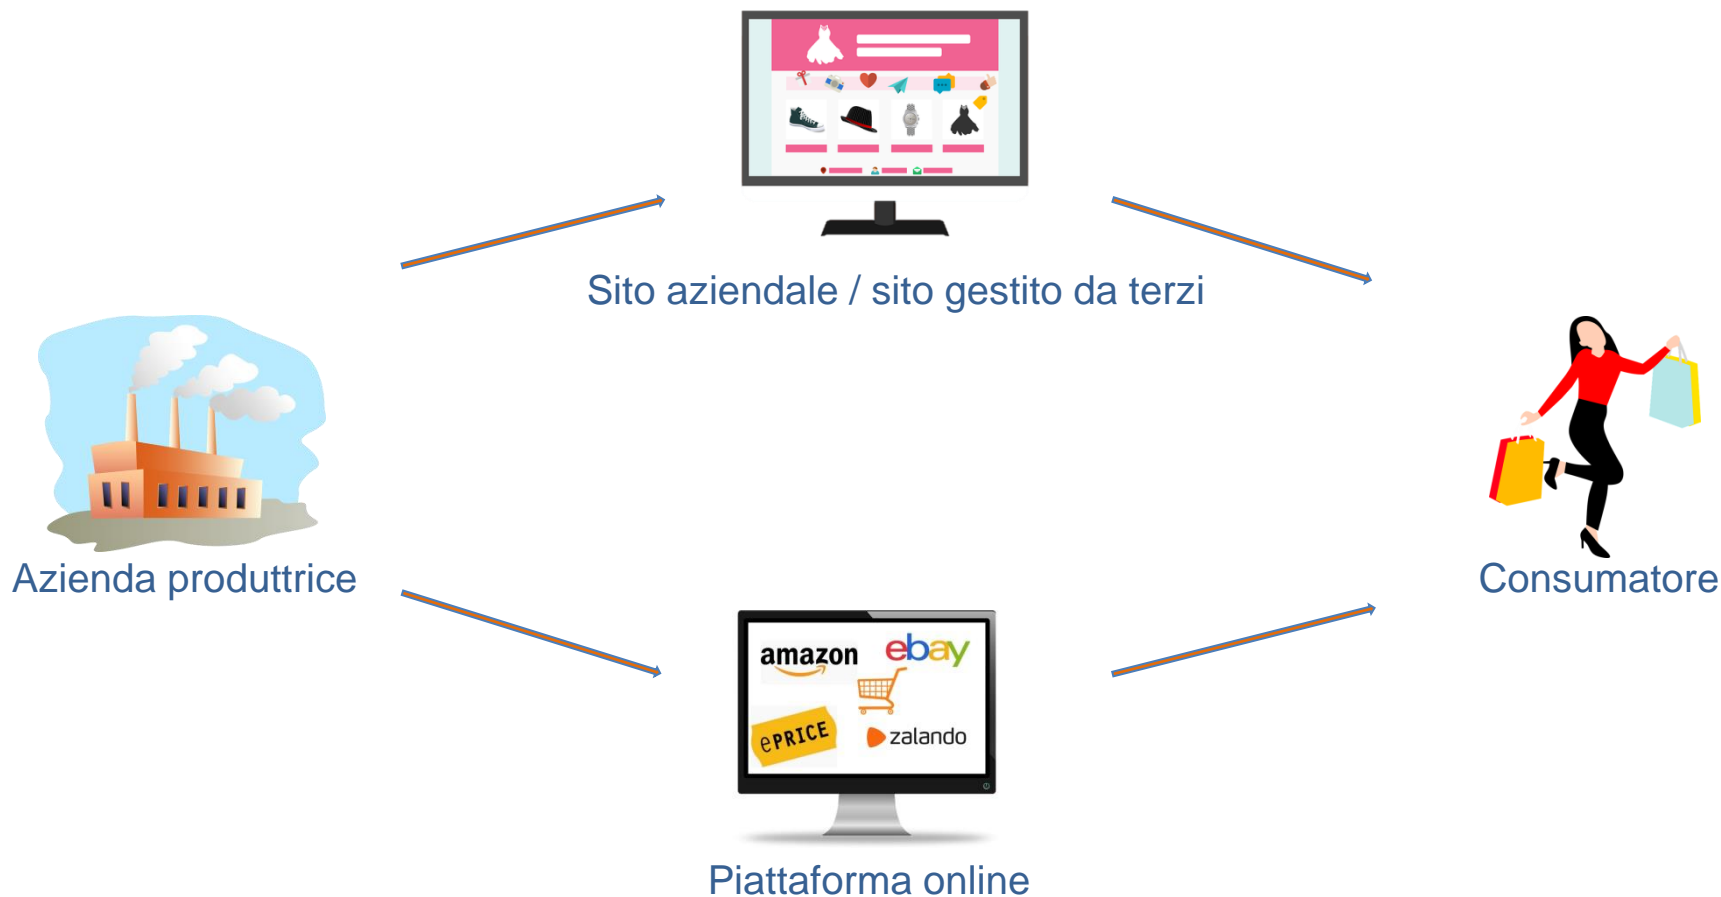 Sito aziendale / sito gestito da terzi
Azienda produttrice
Consumatore
amazon
ebay
ePRICE
zalando
Piattaforma online